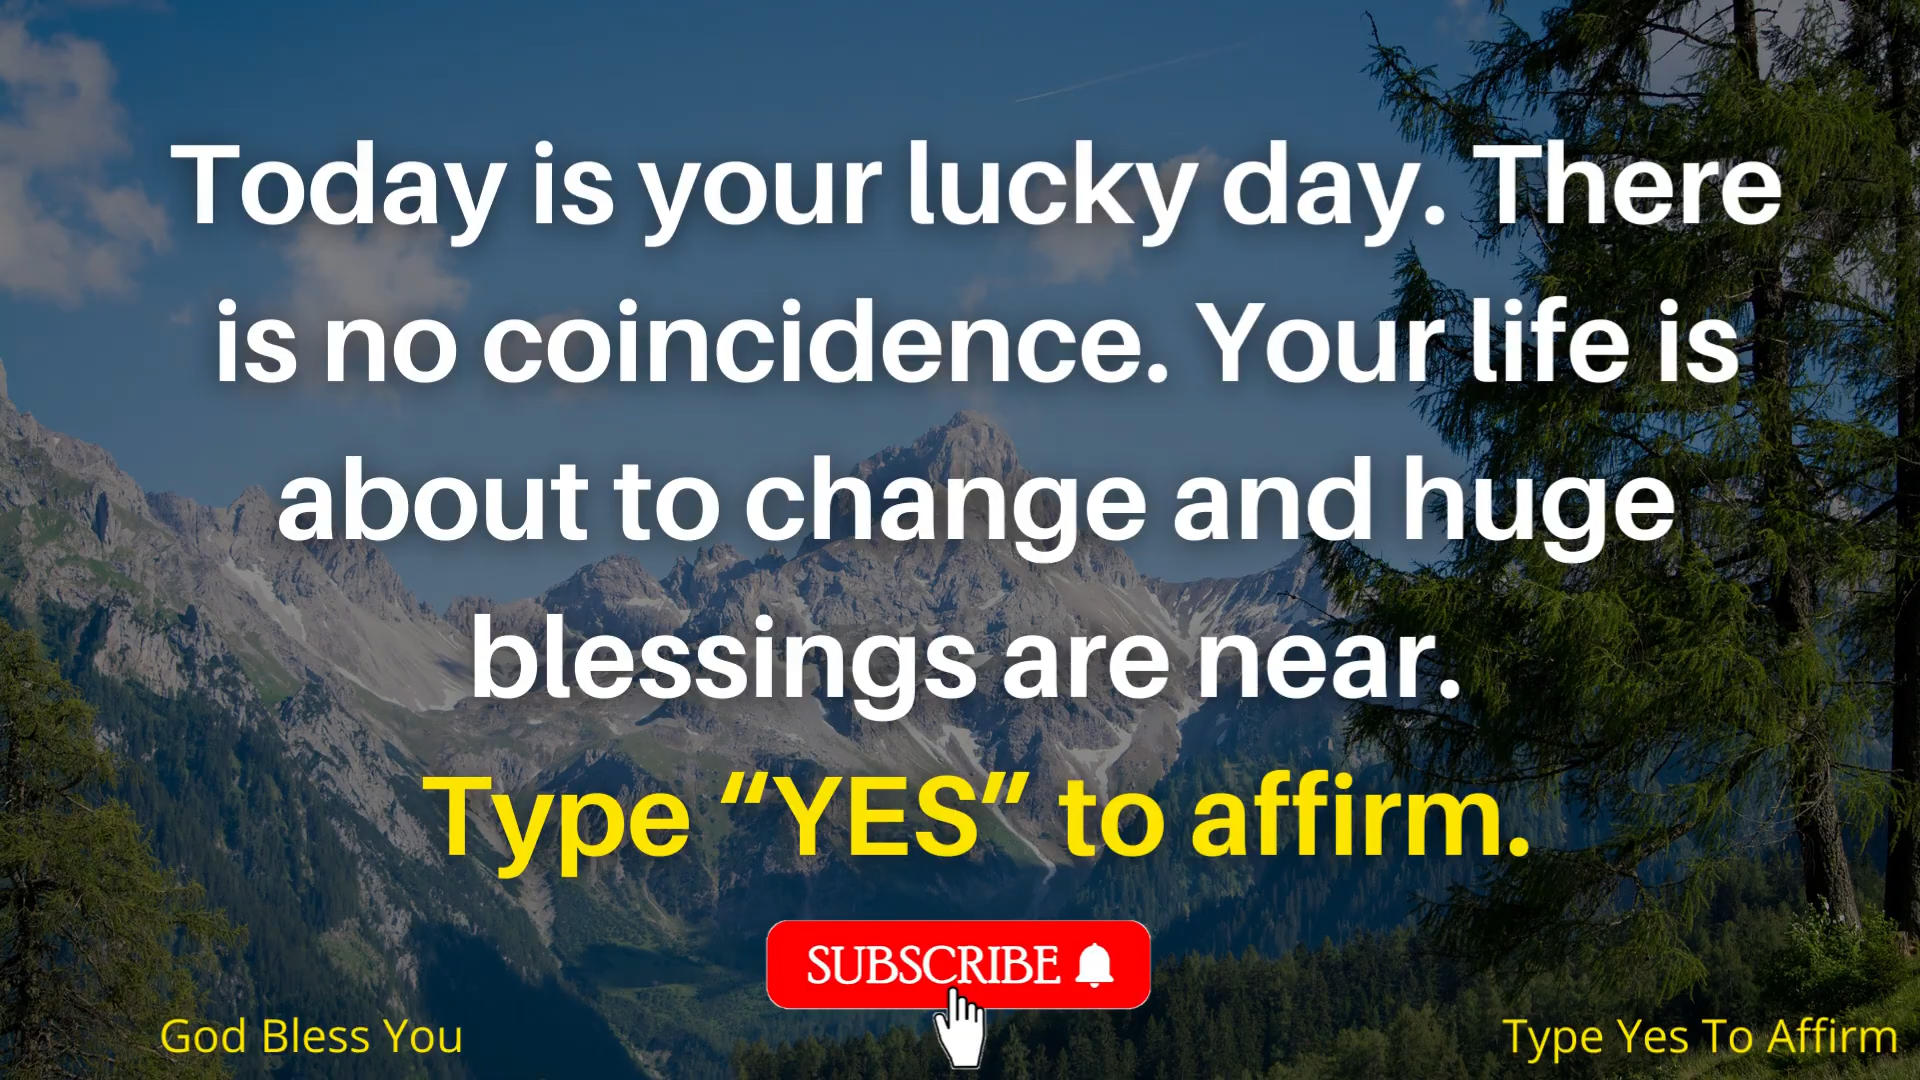 Today is your lucky day. There
is no coincidence. Your life is
about to change and huge
blessings are near.
Type “YES” to affirm.
SUBSCRIBE
God Bless You
Type Yes To Affirm